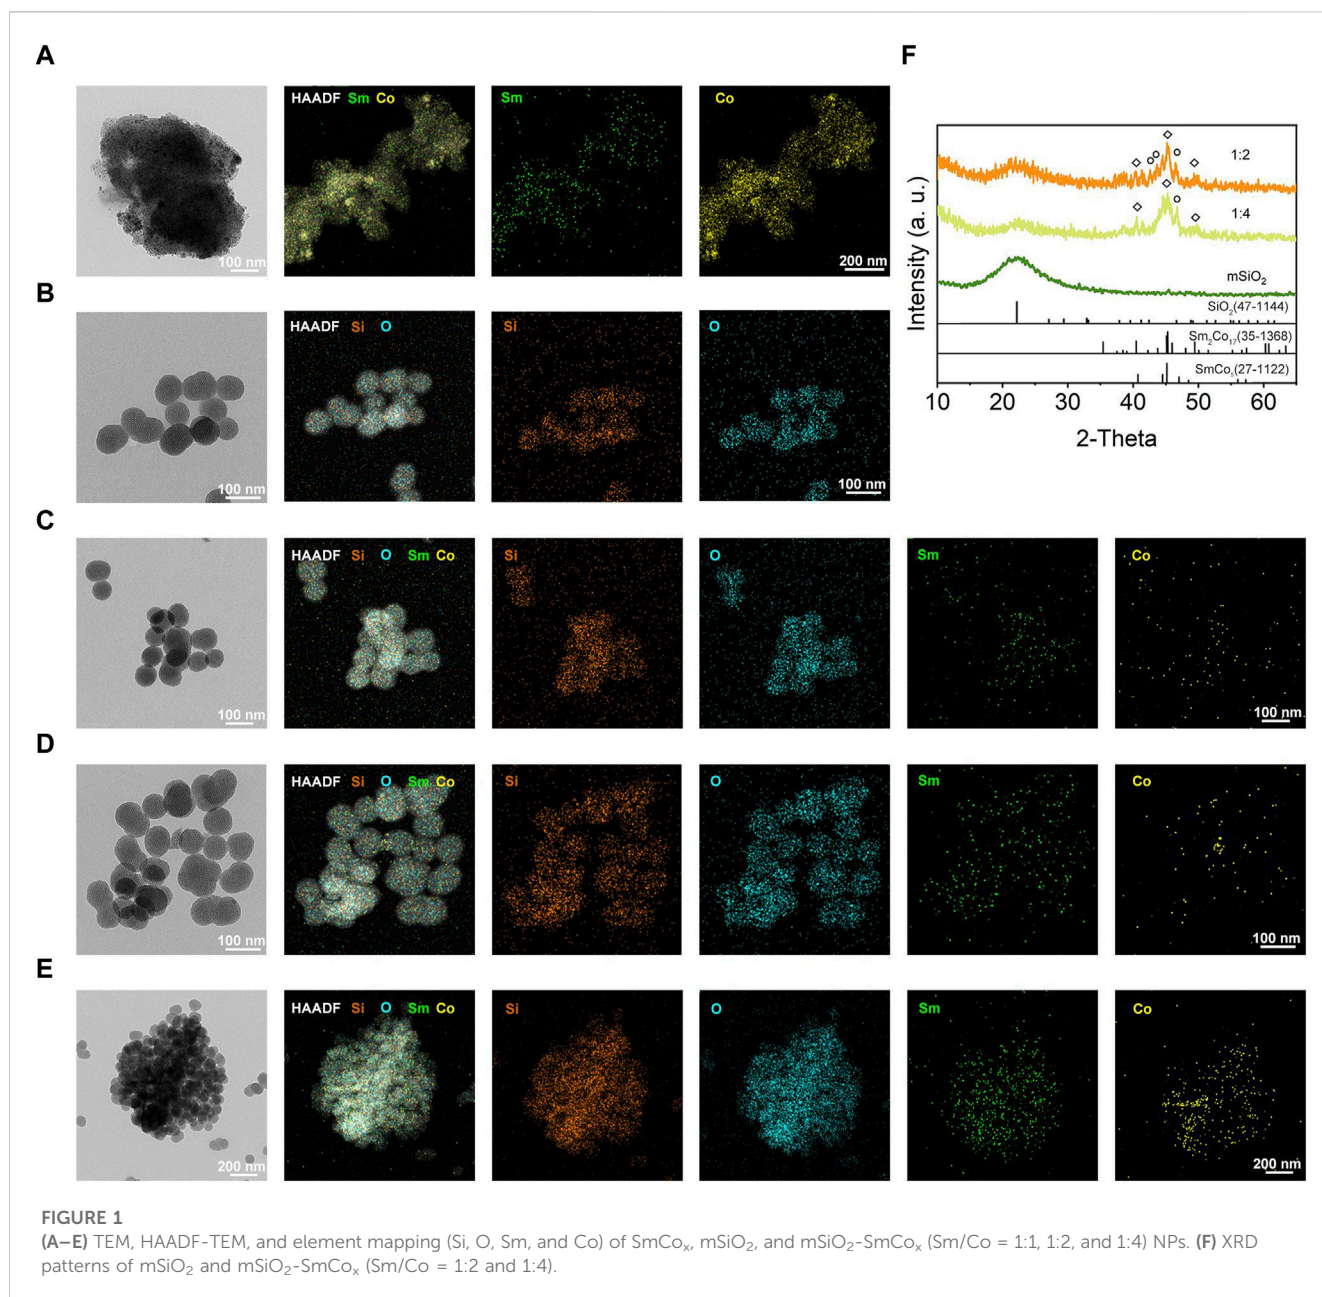 A
100 nm
HAADF Sm Co
Sm
Co
200 nm
B
100 nm
HAADF Si O
Si
O
100 nm
C
100 nm
HAADF Si O Sm Co
Si
O
Sm
Co
100 nm
D
100 nm
HAADF Si O Sm Co
Si
O
Sm
Co
100 nm
E
200 nm
HAADF Si O Sm Co
Si
O
Sm
Co
200 nm
F
Intensity (a. u.)
1:2
1:4
mSiO₂
SiO₂(47-1144)
Sm₂Co₁₇(35-1368)
SmCo₅(27-1122)
10 20 30 40 50 60
2-Theta
FIGURE 1
(A–E) TEM, HAADF-TEM, and element mapping (Si, O, Sm, and Co) of SmCoₓ, mSiO₂, and mSiO₂-SmCoₓ (Sm/Co = 1:1, 1:2, and 1:4) NPs. (F) XRD
patterns of mSiO₂ and mSiO₂-SmCoₓ (Sm/Co = 1:2 and 1:4).